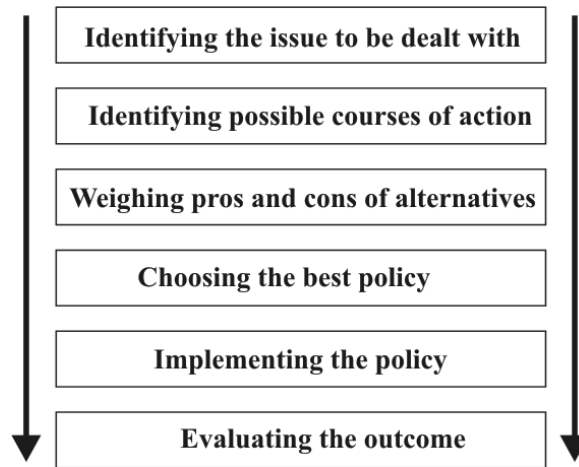 Identifying the issue to be dealt with
Identifying possible courses of action
Weighing pros and cons of alternatives
Choosing the best policy
Implementing the policy
Evaluating the outcome